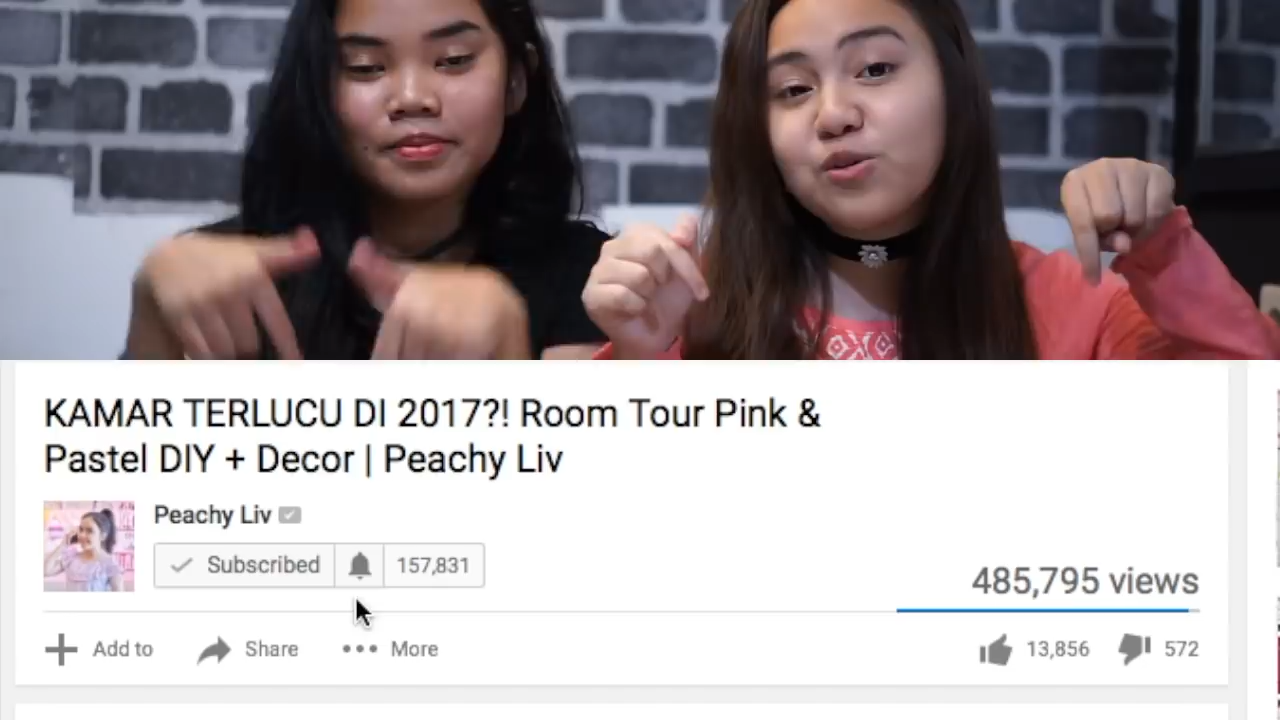 KAMAR TERLUCU DI 2017?! Room Tour Pink &
Pastel DIY + Decor | Peachy Liv
Peachy Liv
Subscribed 157,831
485,795 views
Add to Share More 13,856 572